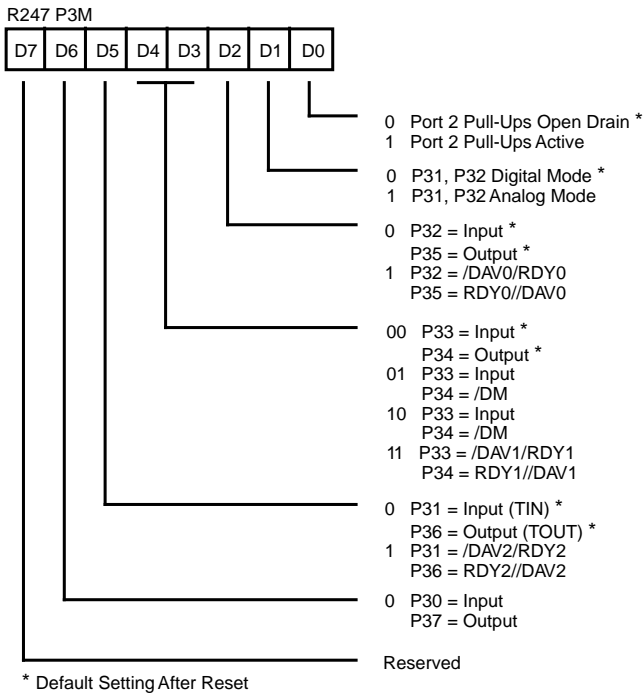 R247 P3M
D7 D6 D5 D4 D3 D2 D1 D0
0 Port 2 Pull-Ups Open Drain *
1 Port 2 Pull-Ups Active
0 P31, P32 Digital Mode *
1 P31, P32 Analog Mode
0 P32 = Input *
P35 = Output *
1 P32 = /DAV0/RDY0
P35 = RDY0//DAV0
00 P33 = Input *
P34 = Output *
01 P33 = Input
P34 = /DM
10 P33 = Input
P34 = /DM
11 P33 = /DAV1/RDY1
P34 = RDY1//DAV1
0 P31 = Input (TIN) *
P36 = Output (TOUT) *
1 P31 = /DAV2/RDY2
P36 = RDY2//DAV2
0 P30 = Input
P37 = Output
Reserved
* Default Setting After Reset